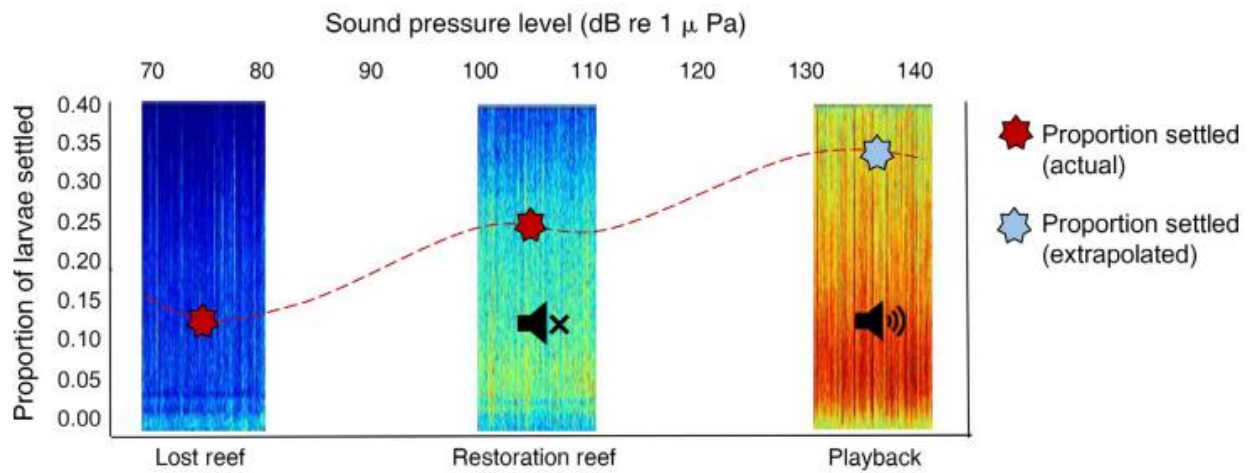 Sound pressure level (dB re 1 μ Pa)
70 80 90 100 110 120 130 140
Proportion of larvae settled
0.40
0.35
0.30
0.25
0.20
0.15
0.10
0.05
0.00
Proportion settled
(actual)
Proportion settled
(extrapolated)
Lost reef Restoration reef Playback